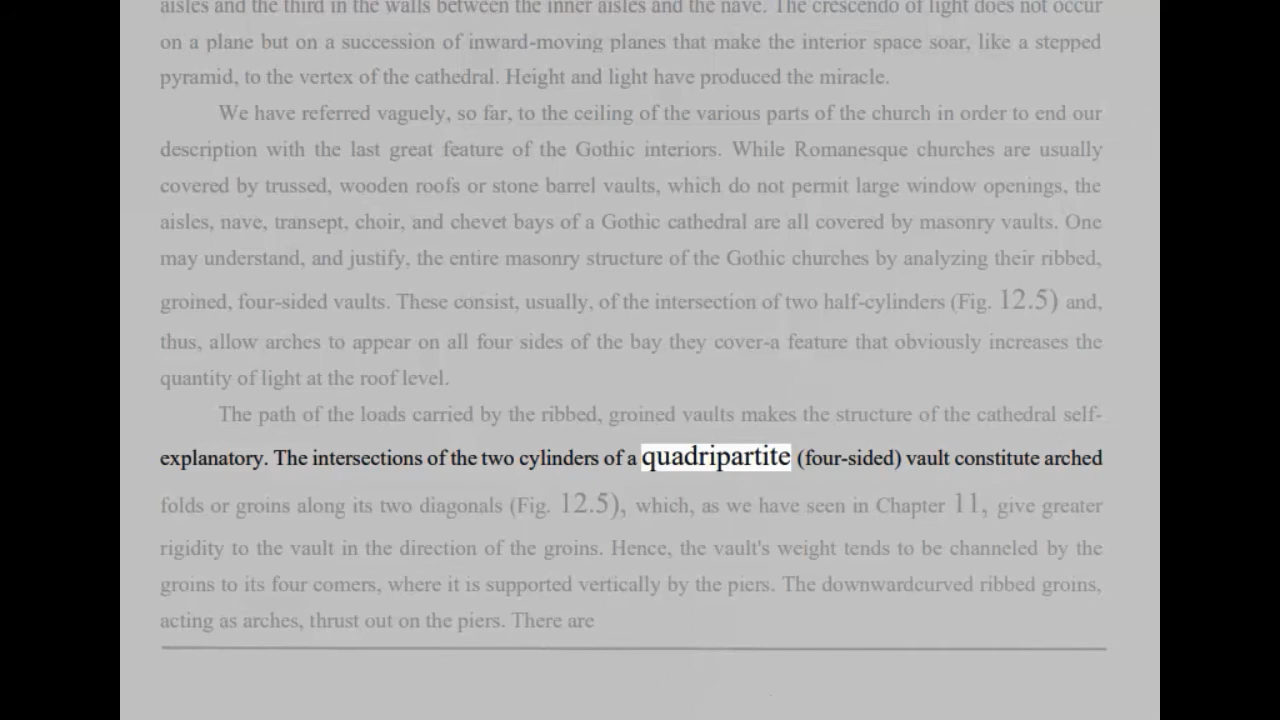 aisles and the third in the walls between the inner aisles and the nave. The crescendo of light does not occur
on a plane but on a succession of inward-moving planes that make the interior space soar, like a stepped
pyramid, to the vertex of the cathedral. Height and light have produced the miracle.
We have referred vaguely, so far, to the ceiling of the various parts of the church in order to end our
description with the last great feature of the Gothic interiors. While Romanesque churches are usually
covered by trussed, wooden roofs or stone barrel vaults, which do not permit large window openings, the
aisles, nave, transept, choir, and chevet bays of a Gothic cathedral are all covered by masonry vaults. One
may understand, and justify, the entire masonry structure of the Gothic churches by analyzing their ribbed,
groined, four-sided vaults. These consist, usually, of the intersection of two half-cylinders (Fig. 12.5) and,
thus, allow arches to appear on all four sides of the bay they cover-a feature that obviously increases the
quantity of light at the roof level.
The path of the loads carried by the ribbed, groined vaults makes the structure of the cathedral self-
explanatory. The intersections of the two cylinders of a quadripartite (four-sided) vault constitute arched
folds or groins along its two diagonals (Fig. 12.5), which, as we have seen in Chapter 11, give greater
rigidity to the vault in the direction of the groins. Hence, the vault's weight tends to be channeled by the
groins to its four comers, where it is supported vertically by the piers. The downwardcurved ribbed groins,
acting as arches, thrust out on the piers. There are